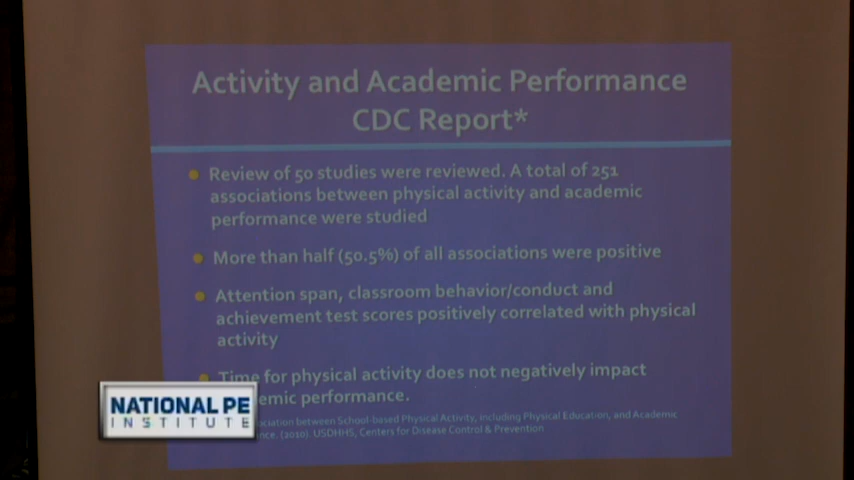 Activity and Academic Performance
CDC Report*
Review of 50 studies were reviewed. A total of 251
associations between physical activity and academic
performance were studied
More than half (50.5%) of all associations were positive
Attention span, classroom behavior/conduct and
achievement test scores positively correlated with physical
activity
Time for physical activity does not negatively impact
performance.
between School-based Physical Activity, Including Physical Education, and Academic
(2010). USDHHS, Centers for Disease Control & Prevention
NATIONAL PE
INSTITUTE